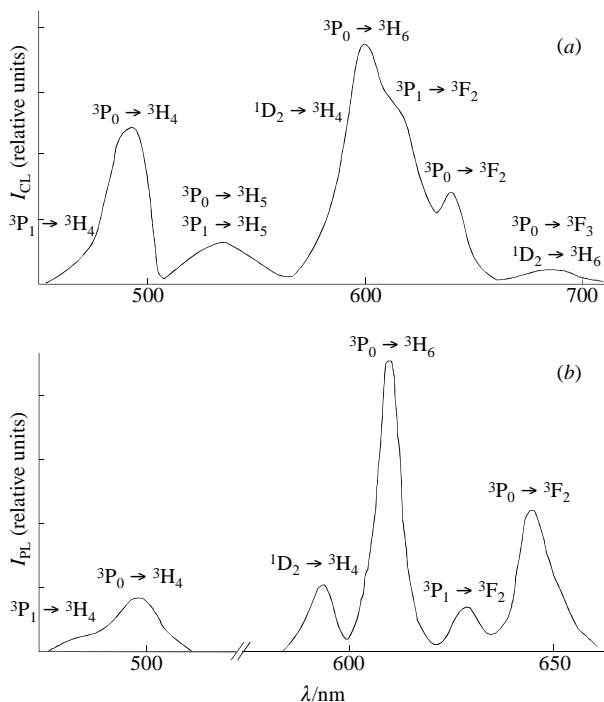 ³P₀ → ³H₆
(a)
³P₁ → ³F₂
¹D₂ → ³H₄
³P₀ → ³H₄
³P₀ → ³F₂
³P₀ → ³H₅
³P₁ → ³H₄
³P₁ → ³H₅
³P₀ → ³F₃
¹D₂ → ³H₆
I_CL (relative units)
500
600
700
³P₀ → ³H₆
(b)
³P₀ → ³F₂
¹D₂ → ³H₄
³P₀ → ³H₄
³P₁ → ³F₂
³P₁ → ³H₄
I_PL (relative units)
500
600
650
λ/nm